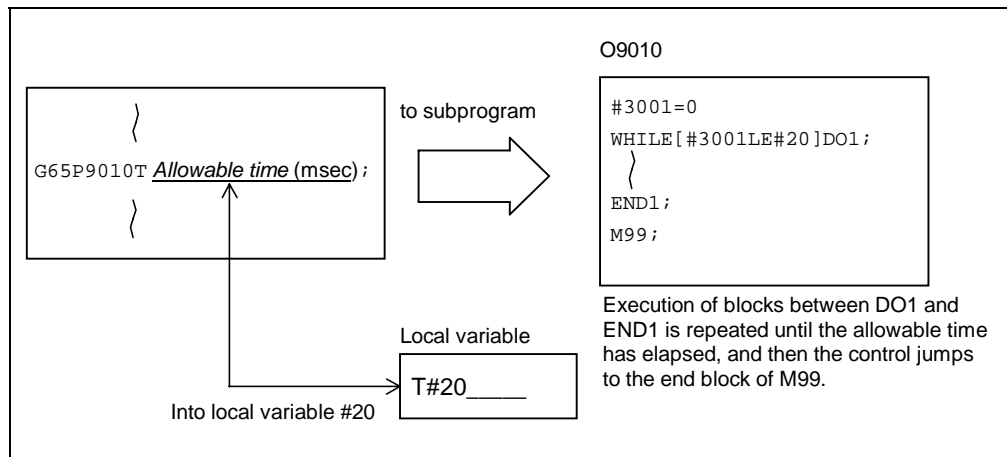 O9010
to subprogram
G65P9010T Allowable time (msec);
#3001=0
WHILE[#3001LE#20]DO1;
END1;
M99;
Execution of blocks between DO1 and
END1 is repeated until the allowable time
has elapsed, and then the control jumps
to the end block of M99.
Local variable
T#20_____
Into local variable #20